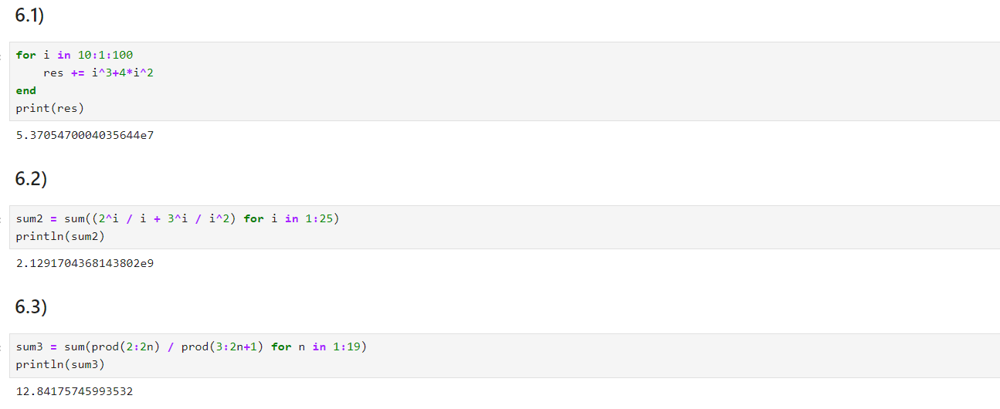 6.1)
for i in 10:1:100
    res += i^3+4*i^2
end
print(res)
5.3705470004035644e7
6.2)
sum2 = sum((2^i / i + 3^i / i^2) for i in 1:25)
println(sum2)
2.1291704368143802e9
6.3)
sum3 = sum(prod(2:2n) / prod(3:2n+1) for n in 1:19)
println(sum3)
12.84175745993532